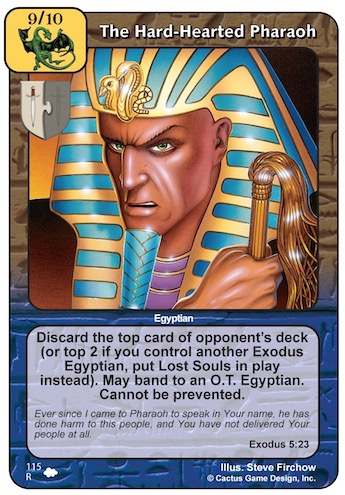 9/10
The Hard-Hearted Pharaoh
Egyptian
Discard the top card of opponent's deck
(or top 2 if you control another Exodus
Egyptian, put Lost Souls in play
instead). May band to an O.T. Egyptian.
Cannot be prevented.
Ever since I came to Pharaoh to speak in Your name, he has
done harm to this people, and You have not delivered Your
people at all.
Exodus 5:23
115
R
Illus. Steve Firchow
© Cactus Game Design, Inc.